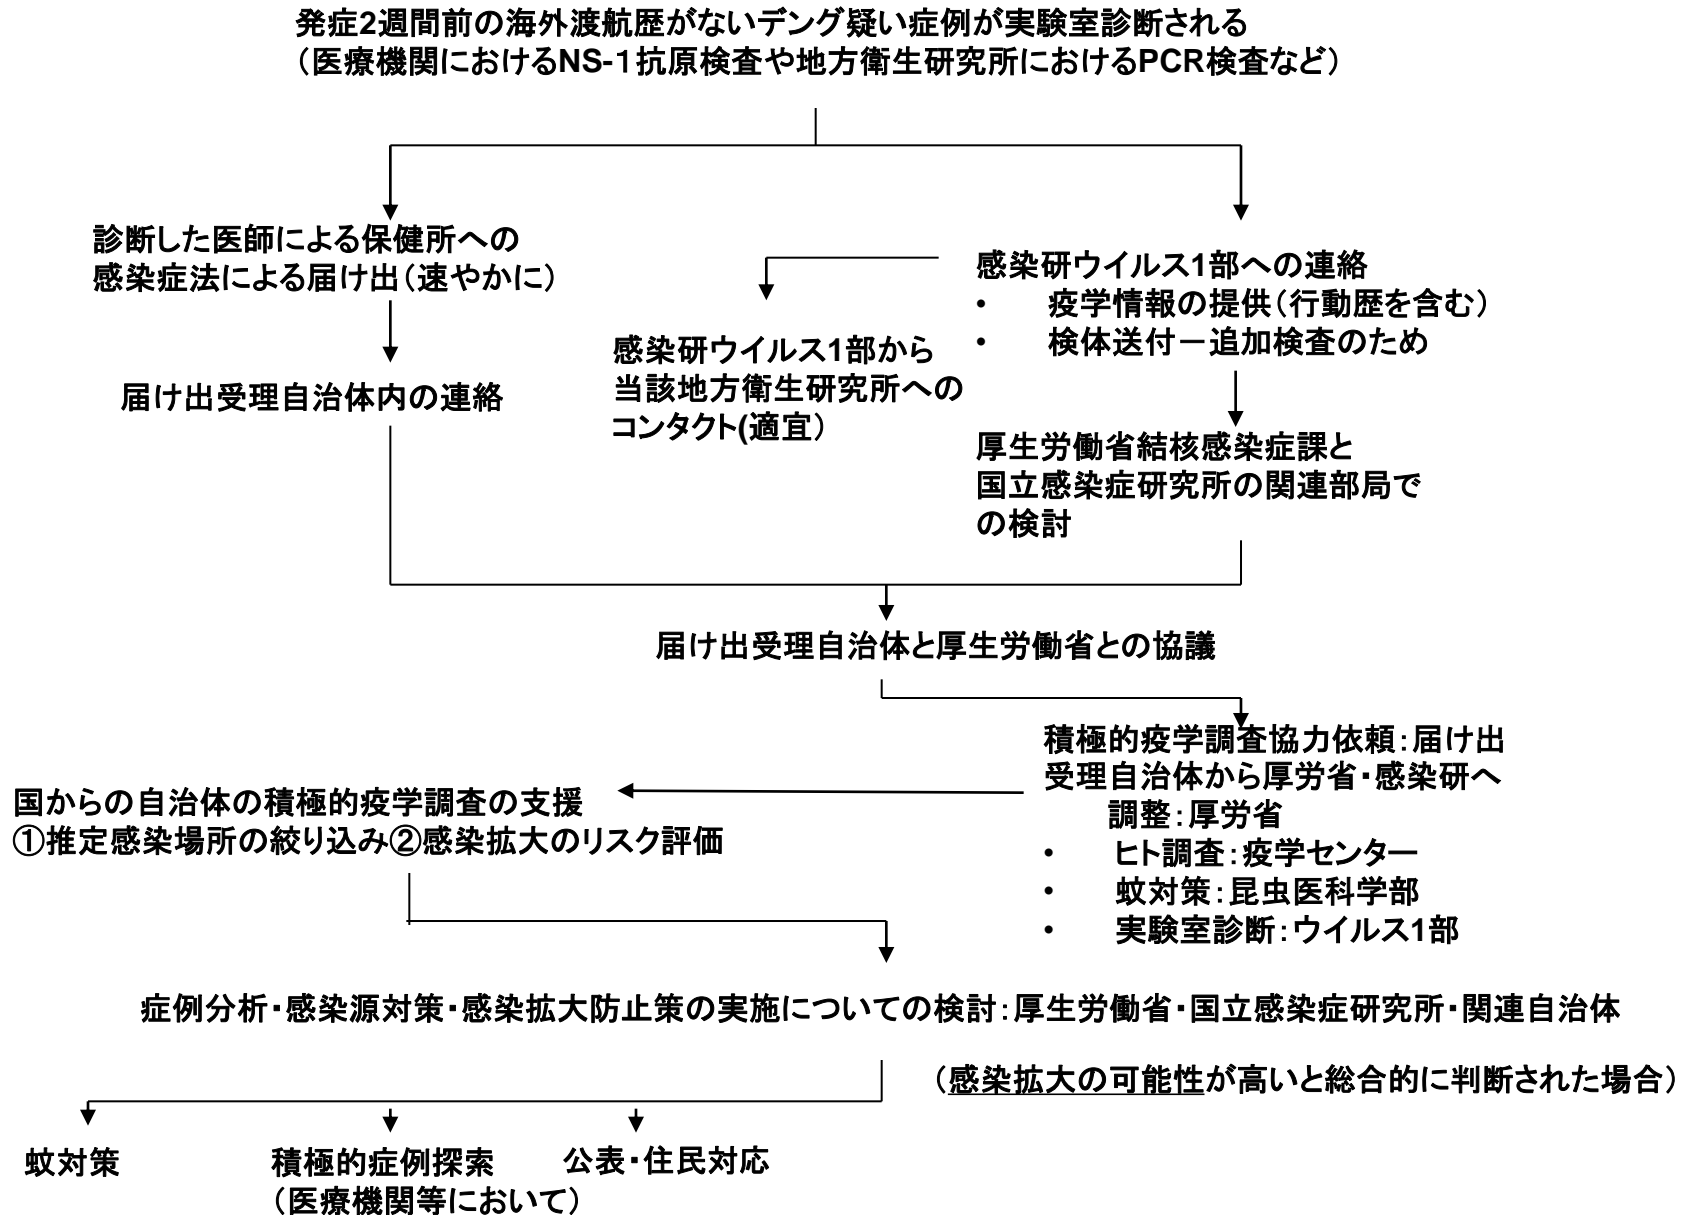 発症2週間前の海外渡航歴がないデング疑い症例が実験室診断される
（医療機関におけるNS-１抗原検査や地方衛生研究所におけるPCR検査など）
診断した医師による保健所への
感染症法による届け出（速やかに）
届け出受理自治体内の連絡
感染研ウイルス1部から
当該地方衛生研究所への
コンタクト(適宜）
感染研ウイルス1部への連絡
• 疫学情報の提供（行動歴を含む）
• 検体送付－追加検査のため
厚生労働省結核感染症課と
国立感染症研究所の関連部局で
の検討
届け出受理自治体と厚生労働省との協議
積極的疫学調査協力依頼：届け出
受理自治体から厚労省・感染研へ
調整：厚労省
• ヒト調査：疫学センター
• 蚊対策：昆虫医科学部
• 実験室診断：ウイルス1部
国からの自治体の積極的疫学調査の支援
①推定感染場所の絞り込み②感染拡大のリスク評価
症例分析・感染源対策・感染拡大防止策の実施についての検討：厚生労働省・国立感染症研究所・関連自治体
（感染拡大の可能性が高いと総合的に判断された場合）
蚊対策
積極的症例探索
（医療機関等において）
公表・住民対応